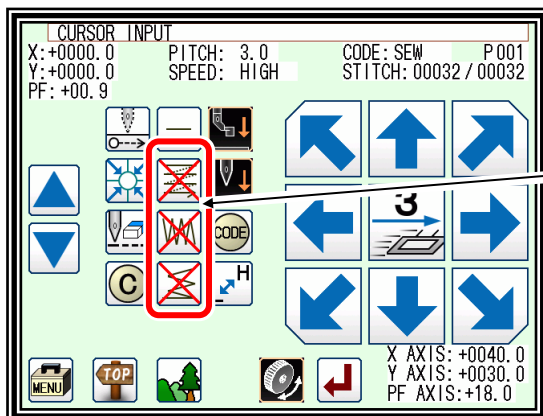 CURSOR INPUT
X:+0000.0 PITCH: 3.0 CODE: SEW P001
Y:+0000.0 SPEED: HIGH STITCH: 00032/00032
PF: +00.9
3
CODE
C H
MENU TOP
X AXIS: +0040.0
Y AXIS: +0030.0
PF AXIS: +18.0